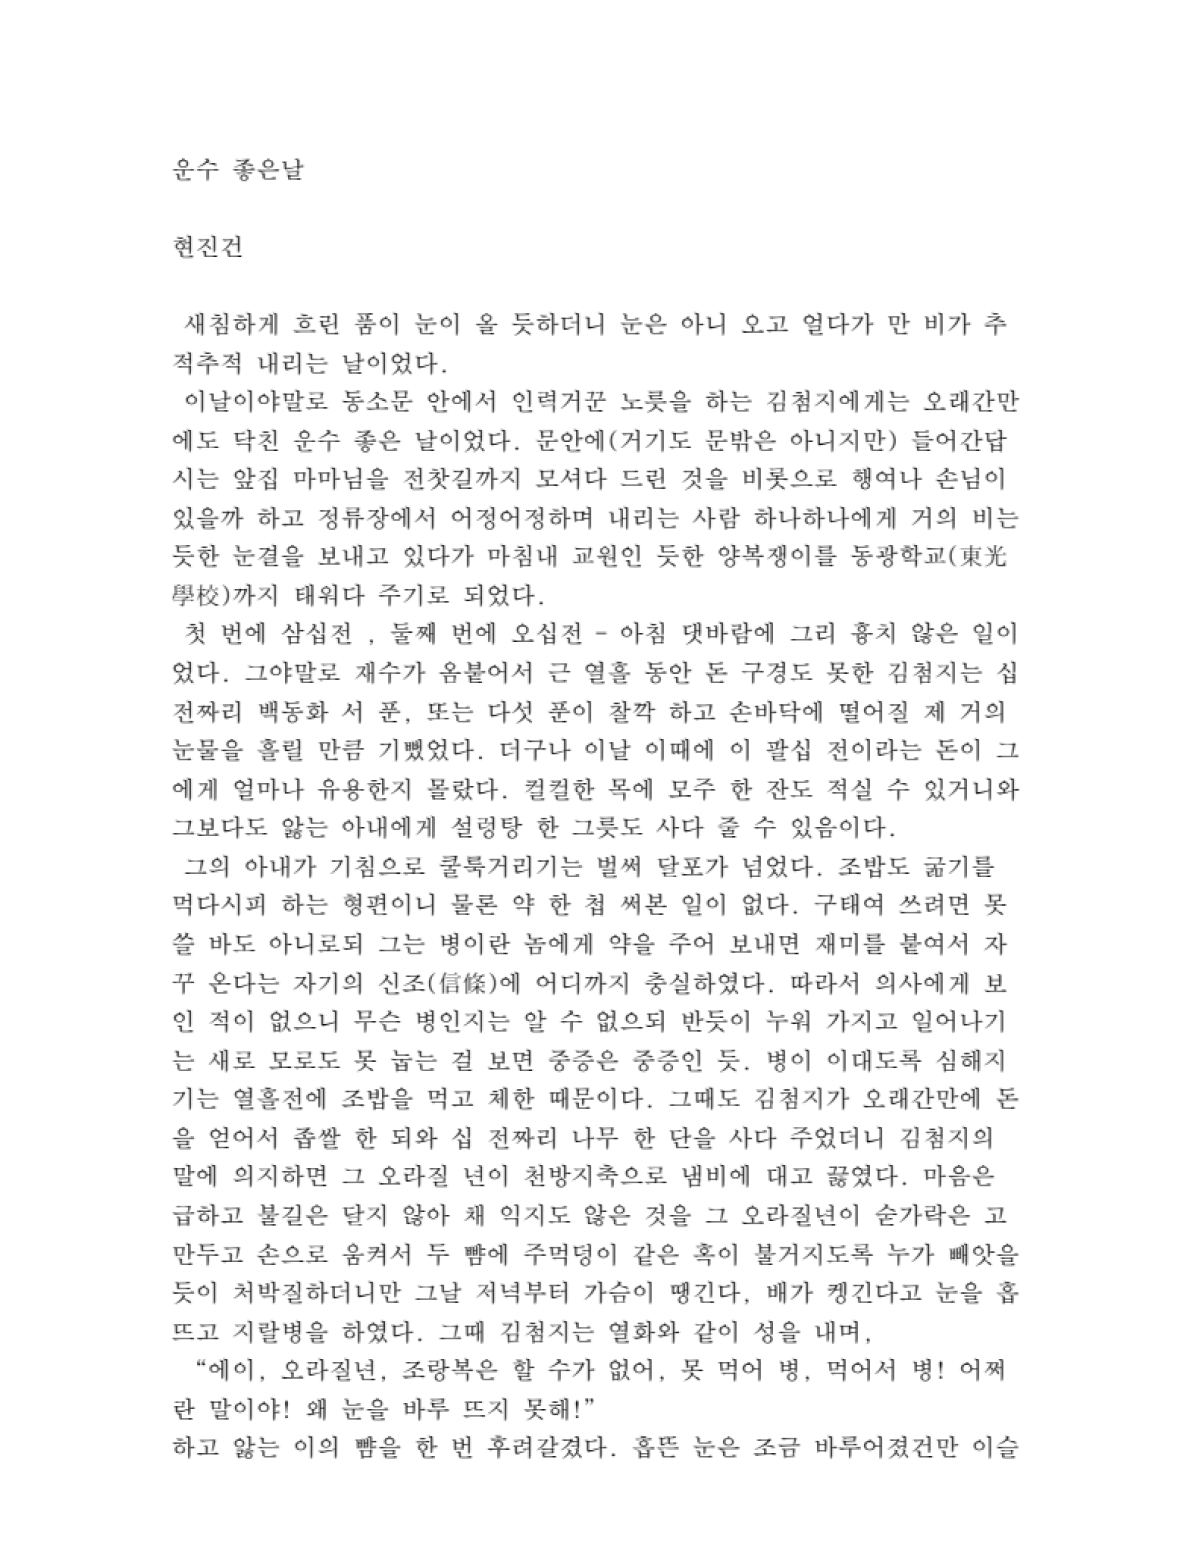 운수 좋은날
현진건
새침하게 흐린 품이 눈이 올 듯하더니 눈은 아니 오고 얼다가 만 비가 추
적추적 내리는 날이었다.
이날이야말로 동소문 안에서 인력거꾼 노릇을 하는 김첨지에게는 오래간만
에도 닥친 운수 좋은 날이었다. 문안에(거기도 문밖은 아니지만) 들어간답
시는 앞집 마마님을 전찻길까지 모셔다 드린 것을 비롯으로 행여나 손님이
있을까 하고 정류장에서 어정어정하며 내리는 사람 하나하나에게 거의 비는
듯한 눈결을 보내고 있다가 마침내 교원인 듯한 양복쟁이를 동광학교(東光
學校)까지 태워다 주기로 되었다.
첫 번에 삼십전 , 둘째 번에 오십전 - 아침 댓바람에 그리 흉치 않은 일이
었다. 그야말로 재수가 옴붙어서 근 열흘 동안 돈 구경도 못한 김첨지는 십
전짜리 백동화 서 푼, 또는 다섯 푼이 찰깍 하고 손바닥에 떨어질 제 거의
눈물을 흘릴 만큼 기뻤었다. 더구나 이날 이때에 이 팔십 전이라는 돈이 그
에게 얼마나 유용한지 몰랐다. 컬컬한 목에 모주 한 잔도 적실 수 있거니와
그보다도 앓는 아내에게 설렁탕 한 그릇도 사다 줄 수 있음이다.
그의 아내가 기침으로 쿨룩거리기는 벌써 달포가 넘었다. 조밥도 굶기를
먹다시피 하는 형편이니 물론 약 한 첩 써본 일이 없다. 구태여 쓰려면 못
쓸 바도 아니로되 그는 병이란 놈에게 약을 주어 보내면 재미를 붙여서 자
꾸 온다는 자기의 신조(信條)에 어디까지 충실하였다. 따라서 의사에게 보
인 적이 없으니 무슨 병인지는 알 수 없으되 반듯이 누워 가지고 일어나기
는 새로 모로도 못 눕는 걸 보면 중증은 중증인 듯. 병이 이대도록 심해지
기는 열흘전에 조밥을 먹고 체한 때문이다. 그때도 김첨지가 오래간만에 돈
을 얻어서 좁쌀 한 되와 십 전짜리 나무 한 단을 사다 주었더니 김첨지의
말에 의지하면 그 오라질 년이 천방지축으로 냄비에 대고 끓였다. 마음은
급하고 불길은 달지 않아 채 익지도 않은 것을 그 오라질년이 숟가락은 고
만두고 손으로 움켜서 두 뺨에 주먹덩이 같은 혹이 불거지도록 누가 빼앗을
듯이 처박질하더니만 그날 저녁부터 가슴이 땡긴다, 배가 켕긴다고 눈을 홉
뜨고 지랄병을 하였다. 그때 김첨지는 열화와 같이 성을 내며,
“에이, 오라질년, 조랑복은 할 수가 없어, 못 먹어 병, 먹어서 병! 어쩌
란 말이야! 왜 눈을 바루 뜨지 못해!”
하고 앓는 이의 뺨을 한 번 후려갈겼다. 홉뜬 눈은 조금 바루어졌건만 이슬